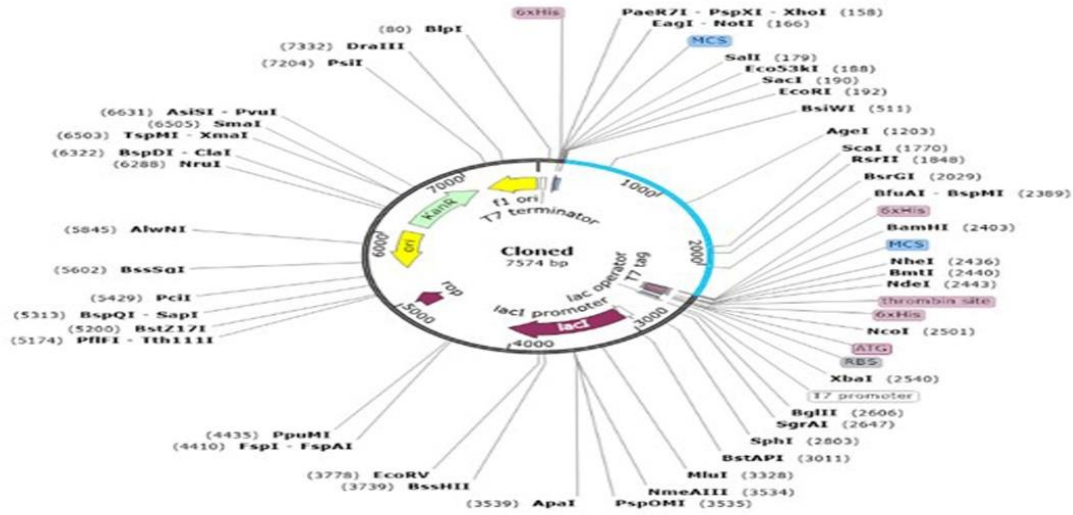 6xHis
PaeR7I - PspXI - XhoI (158)
EagI - NotI (166)
MCS
SalI (179)
Eco53kI (188)
SacI (190)
EcoRI (192)
BsiWI (511)
AgeI (1203)
ScaI (1770)
RsrII (1848)
BsrGI (2029)
BfuAI - BspMI (2389)
6xHis
BamHI (2403)
MCS
NheI (2436)
BmtI (2440)
NdeI (2443)
thrombin site
6xHis
NcoI (2501)
ATG
RBS
XbaI (2540)
T7 promoter
BglII (2606)
SgrAI (2647)
SphI (2803)
BstAPI (3011)
MluI (3328)
NmeAIII (3534)
PspOMI (3535)
(3539) ApaI
(3739) BssHII
(3778) EcoRV
(4410) FspI - FspAI
(4435) PpuMI
(5174) PflFI - Tth111I
(5200) BstZ17I
(5313) BspQI - SapI
(5429) PciI
(5602) BssSαI
(5845) AlwNI
(6288) NruI
(6322) BspDI - ClaI
(6503) TspMI - XmaI
(6505) SmaI
(6631) AsiSI - PvuI
(7204) PsiI
(7332) DraIII
(80) BlpI
1000
2000
3000
4000
5000
6000
7000
f1 ori
T7 terminator
KanR
ori
rop
lacI
lacI promoter
lac operator
T7 tag
Cloned
7574 bp